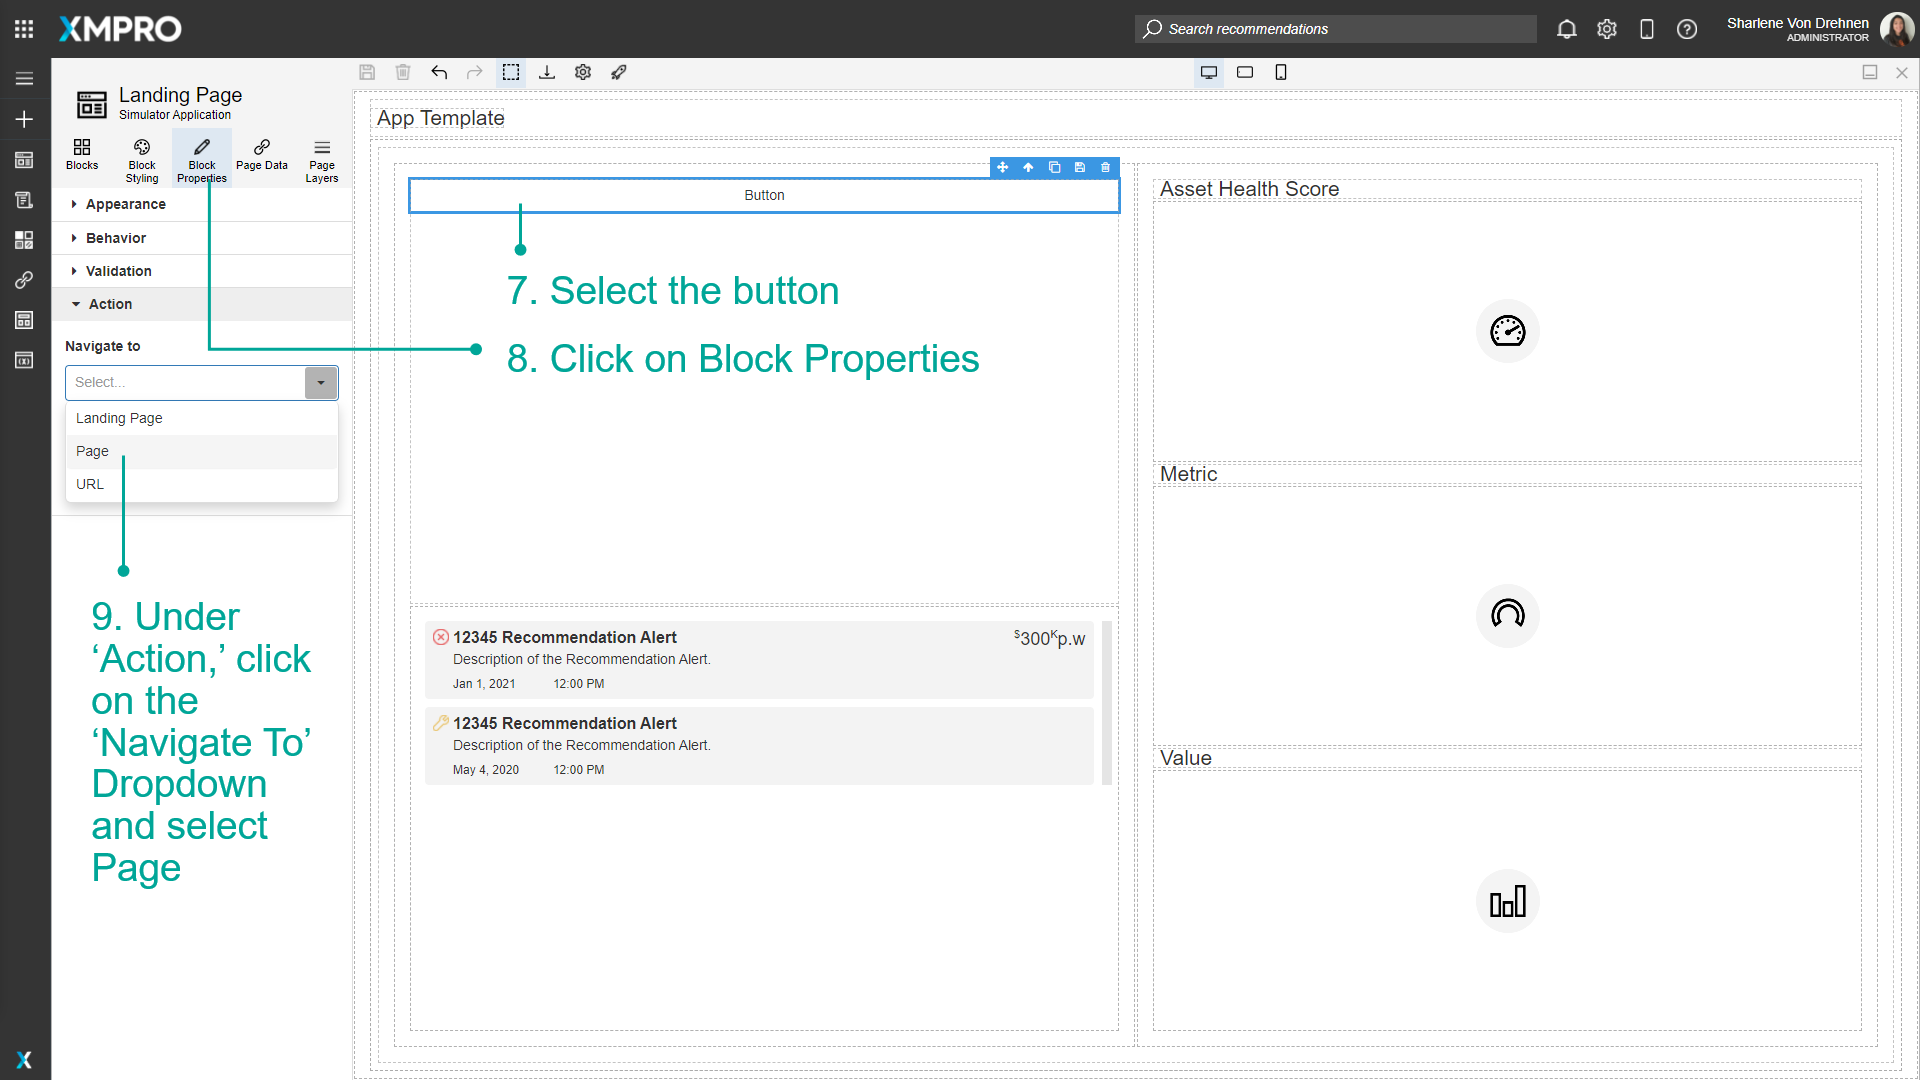 XMPRO
Search recommendations
Sharlene Von Drehnen
ADMINISTRATOR
Landing Page
Simulator Application
Blocks
Block Styling
Block Properties
Page Data
Page Layers
Appearance
Behavior
Validation
Action
Navigate to
Select...
Landing Page
Page
URL
9. Under
‘Action,’ click
on the
‘Navigate To’
Dropdown
and select
Page
App Template
Button
7. Select the button
8. Click on Block Properties
12345 Recommendation Alert
$300Kp.w
Description of the Recommendation Alert.
Jan 1, 2021 12:00 PM
12345 Recommendation Alert
Description of the Recommendation Alert.
May 4, 2020 12:00 PM
Asset Health Score
Metric
Value
X